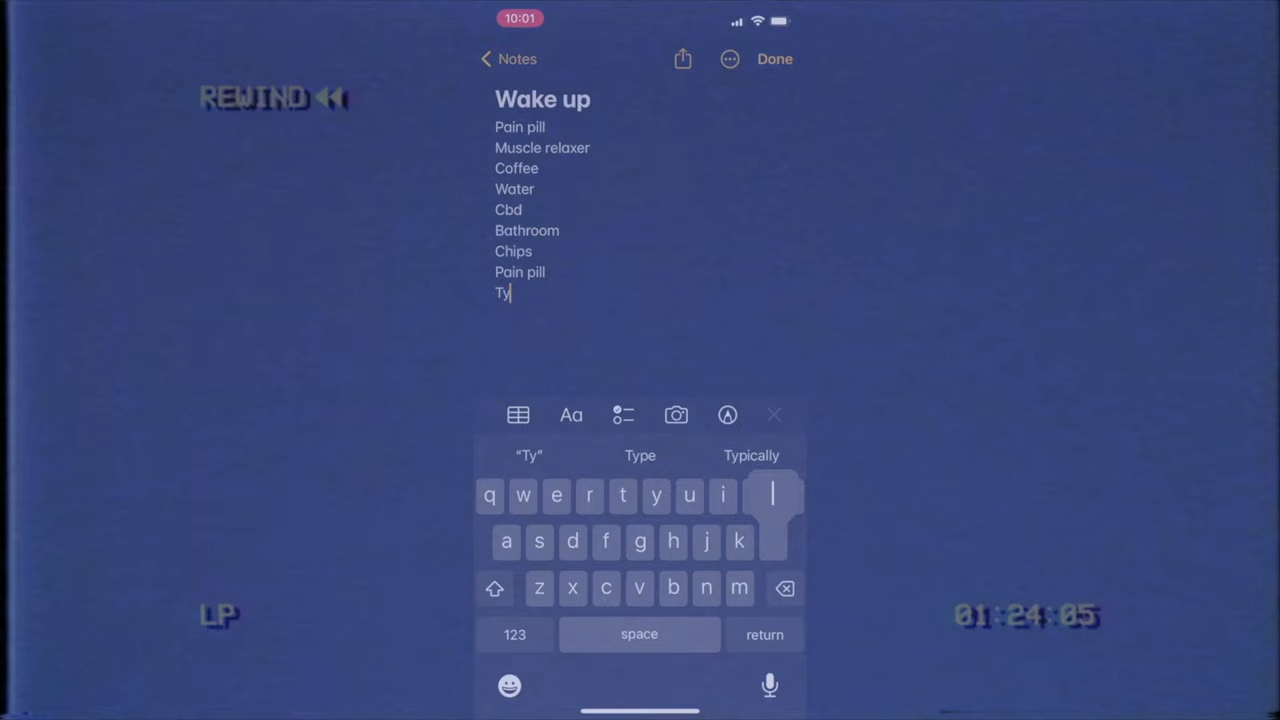 10:01
REWIND
Notes
Done
Wake up
Pain pill
Muscle relaxer
Coffee
Water
Cbd
Bathroom
Chips
Pain pill
Ty
Aa
“Ty” Type Typically
q w e r t y u i l
a s d f g h j k
z x c v b n m
123 space return
LP
01:24:05